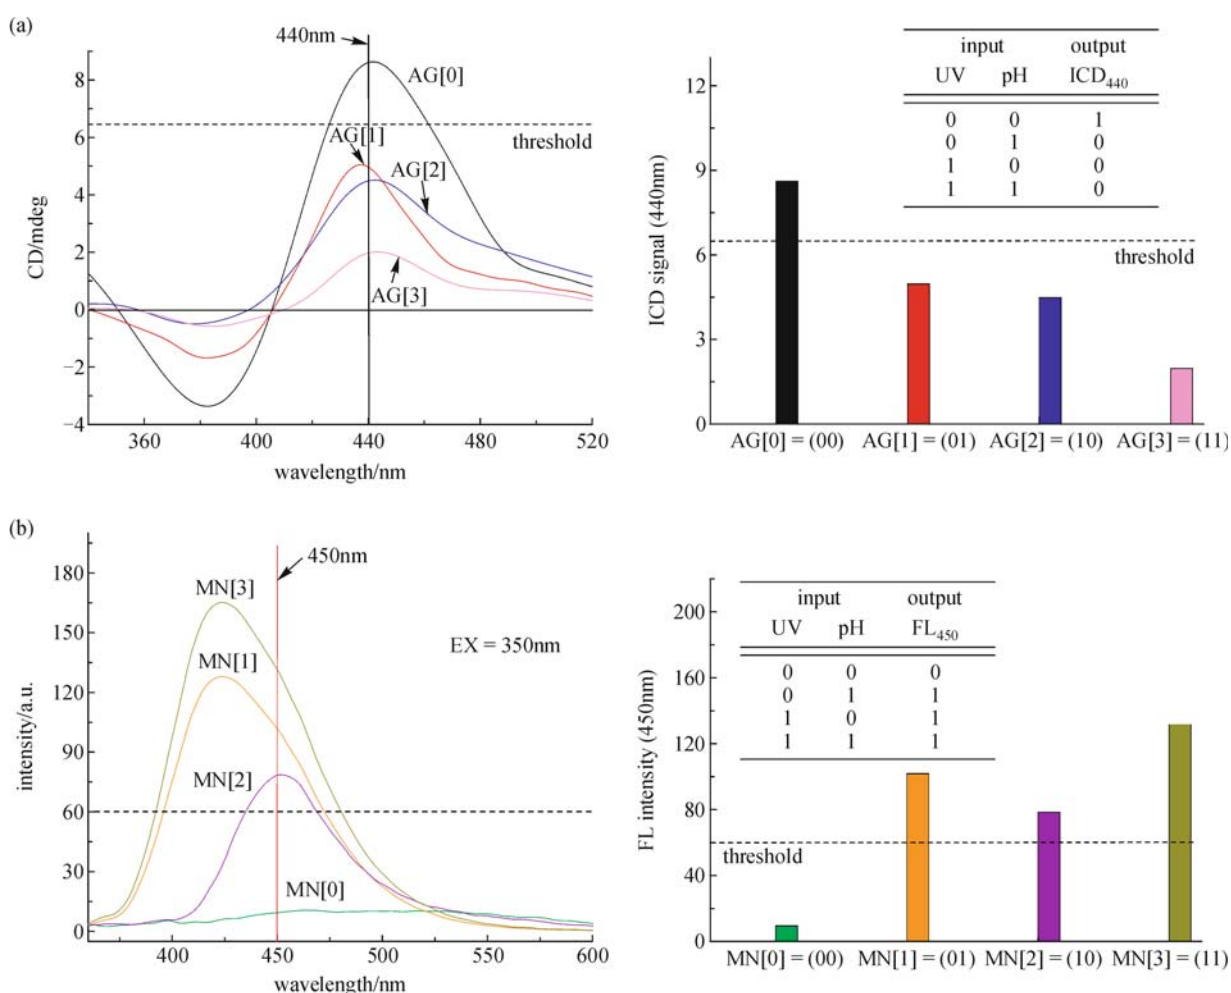 (a)
440nm
AG[0]
threshold
AG[1]
AG[2]
AG[3]
CD/mdeg
8
6
4
2
0
−2
−4
360 400 440 480 520
wavelength/nm
input output
UV pH ICD440
0 0 1
0 1 0
1 0 0
1 1 0
threshold
ICD signal (440nm)
12
9
6
3
0
AG[0] = (00) AG[1] = (01) AG[2] = (10) AG[3] = (11)
(b)
450nm
MN[3]
EX = 350nm
MN[1]
MN[2]
MN[0]
intensity/a.u.
180
150
120
90
60
30
0
400 450 500 550 600
wavelength/nm
input output
UV pH FL450
0 0 0
0 1 1
1 0 1
1 1 1
threshold
FL intensity (450nm)
200
160
120
80
40
0
MN[0] = (00) MN[1] = (01) MN[2] = (10) MN[3] = (11)